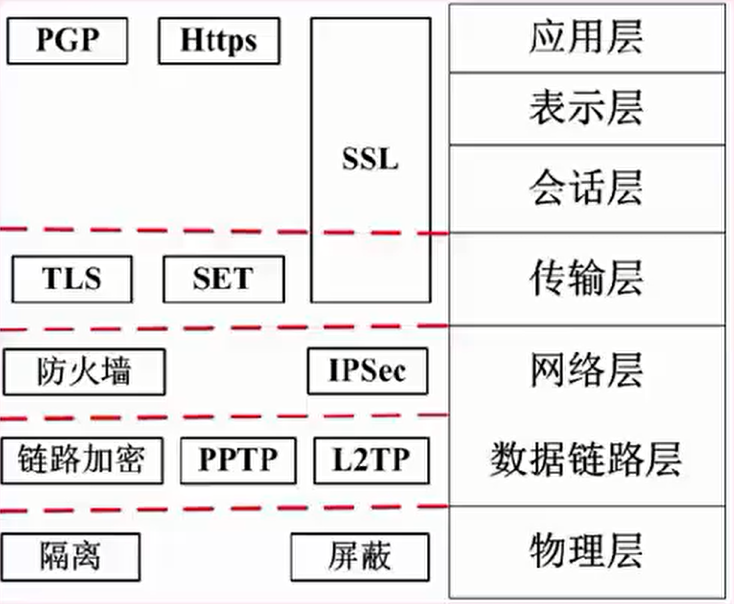 PGP Https 应用层
表示层
SSL
会话层
TLS SET 传输层
防火墙 IPSec 网络层
链路加密 PPTP L2TP 数据链路层
隔离 屏蔽 物理层